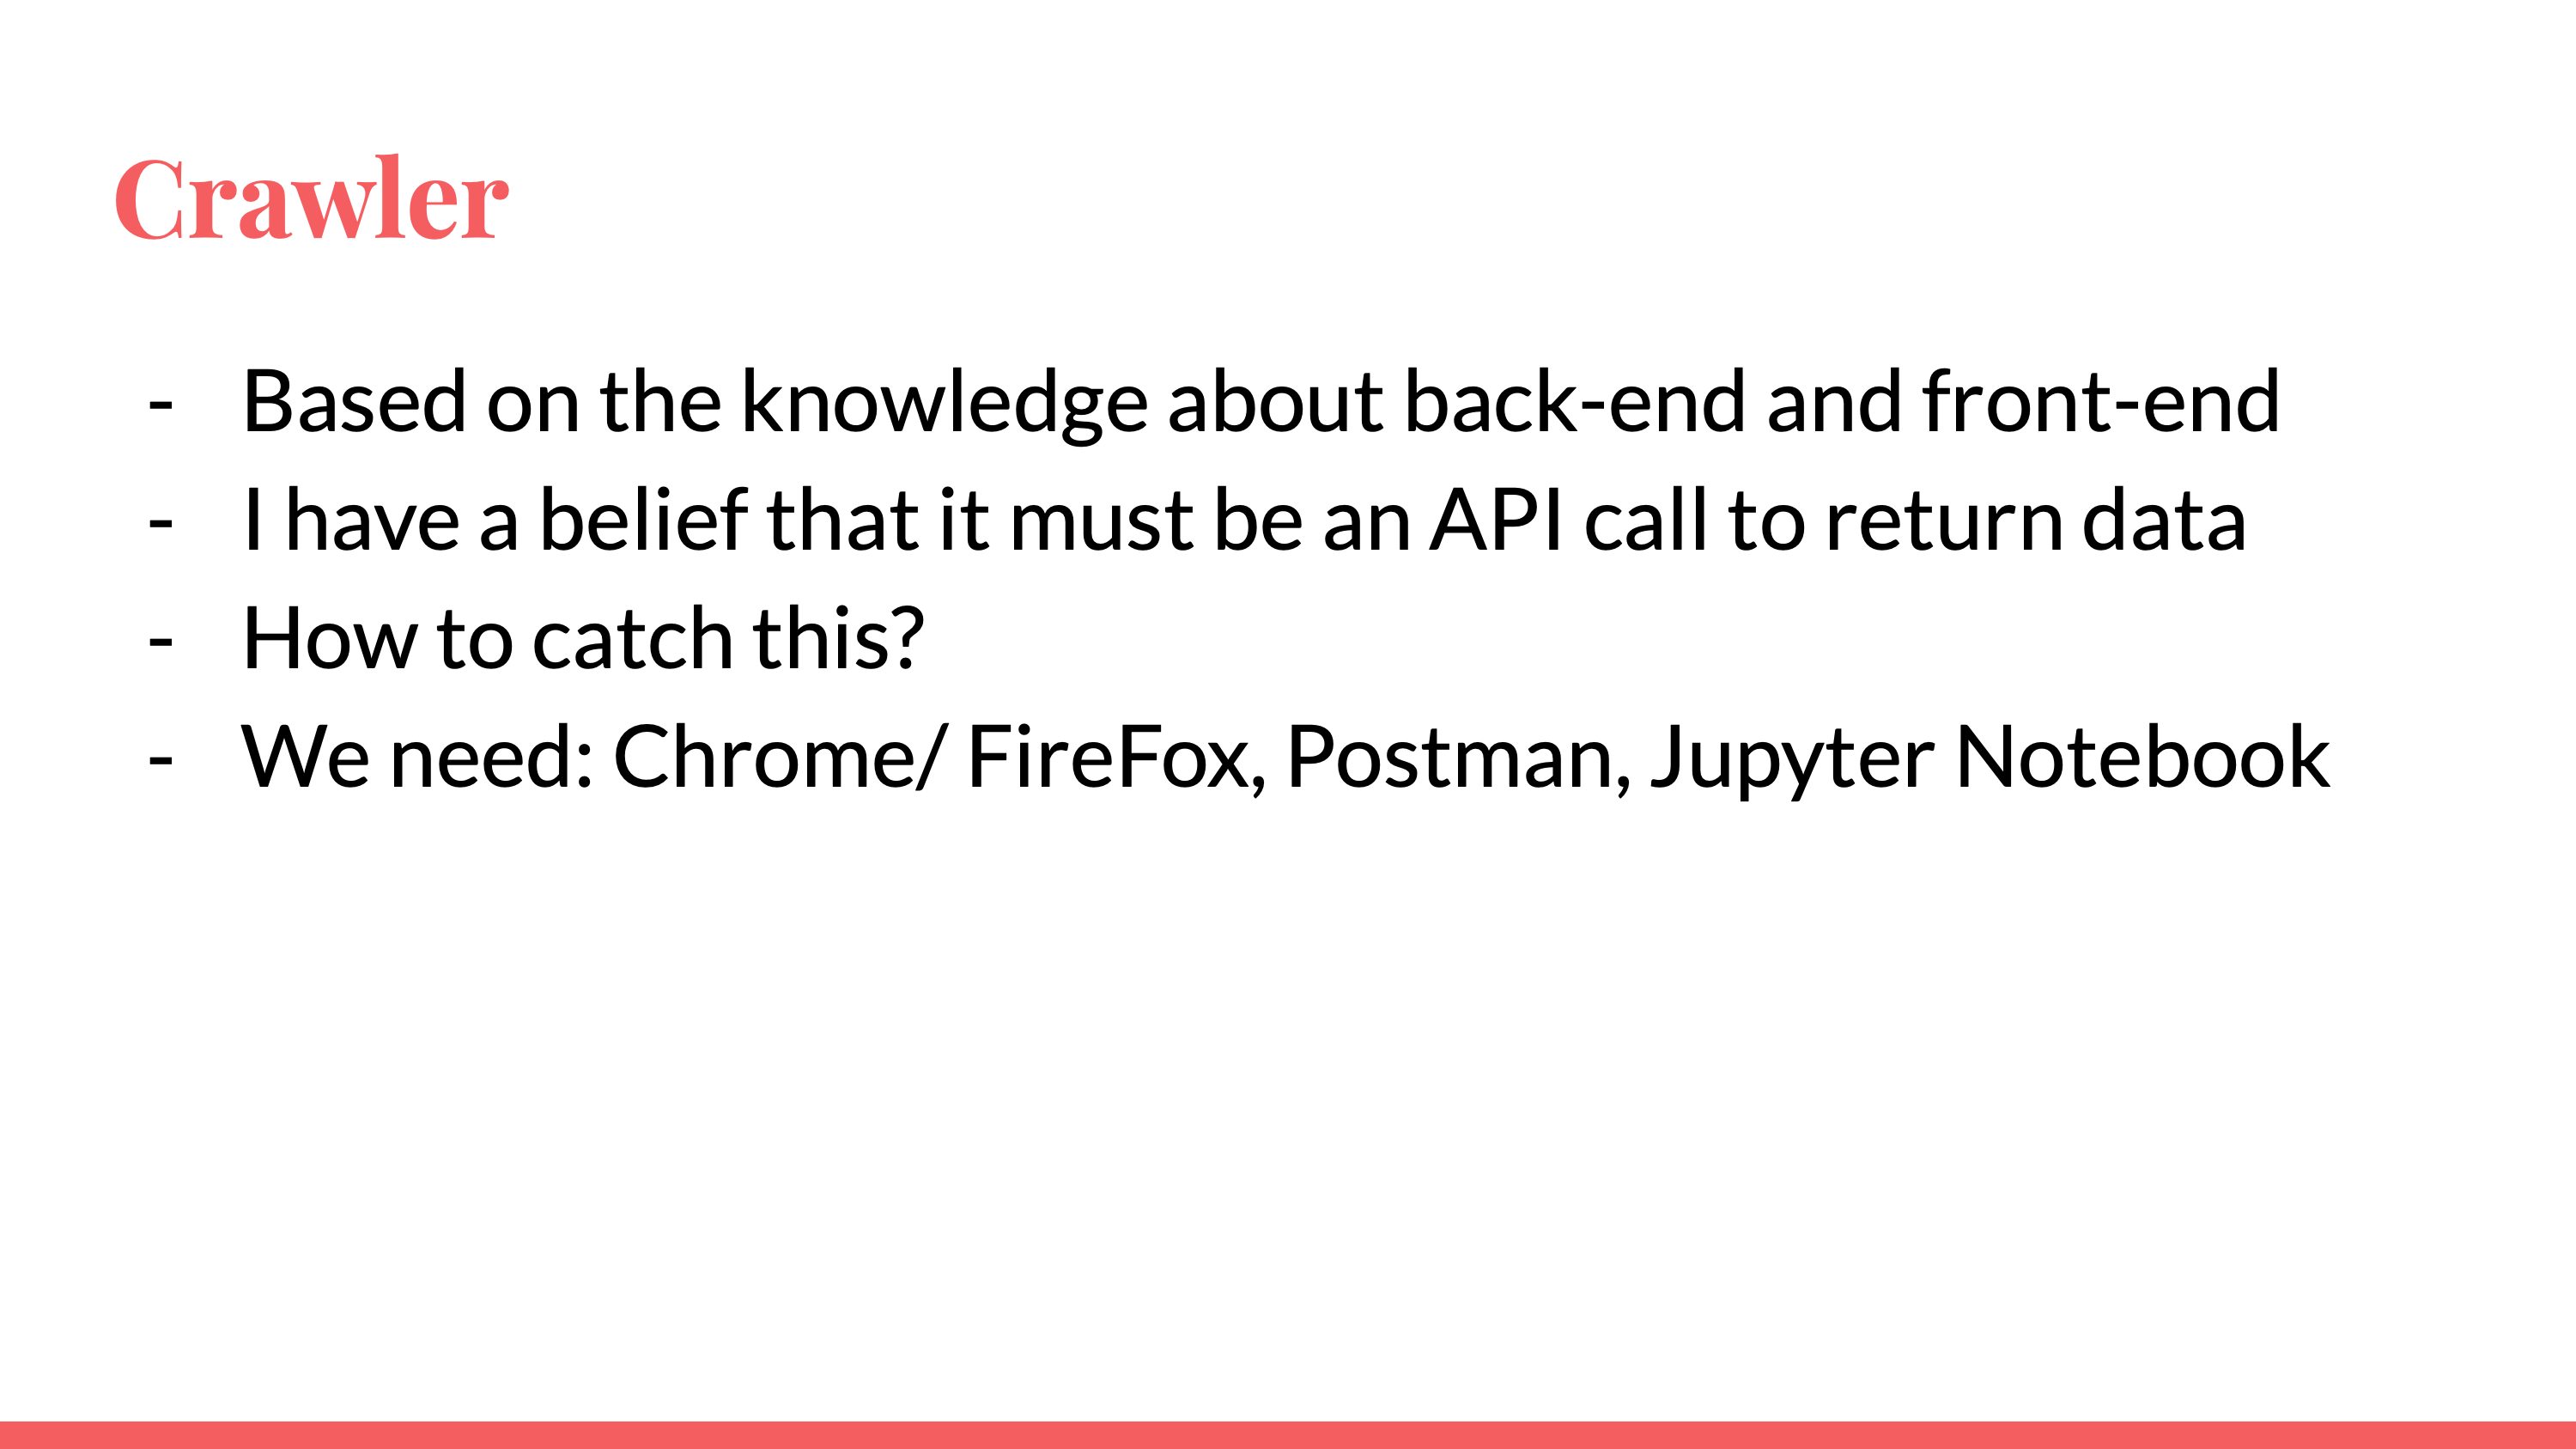 Crawler
- Based on the knowledge about back-end and front-end
- I have a belief that it must be an API call to return data
- How to catch this?
- We need: Chrome/ FireFox, Postman, Jupyter Notebook